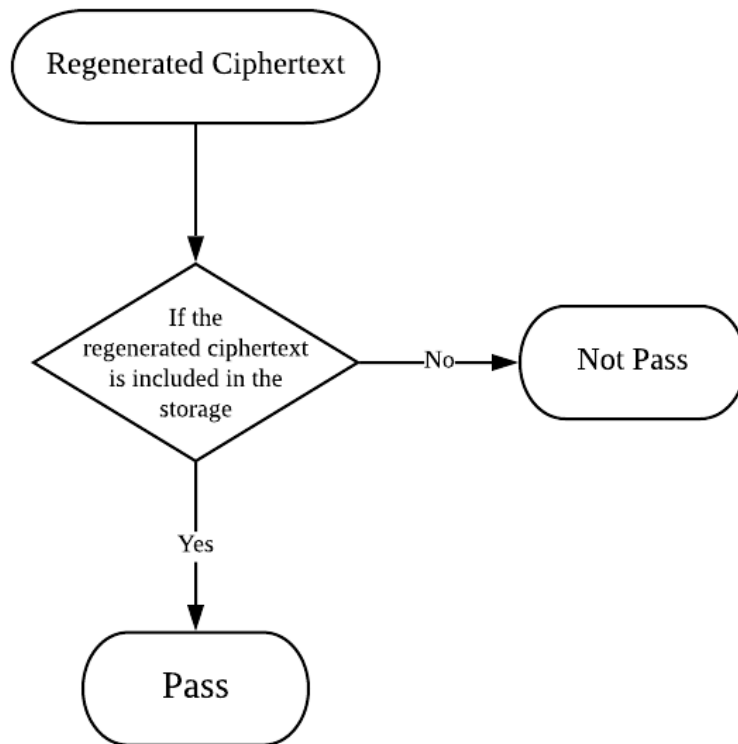 Regenerated Ciphertext
If the
regenerated ciphertext
is included in the
storage
No
Not Pass
Yes
Pass